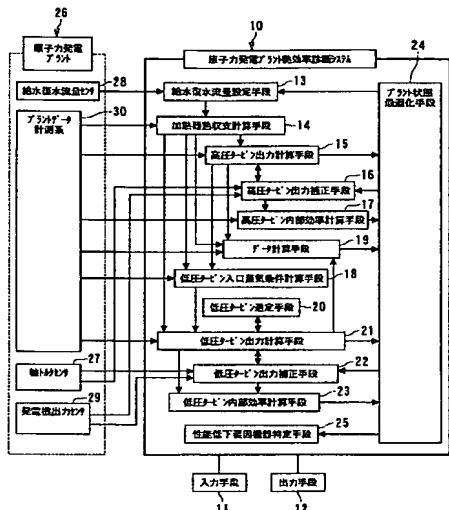 26
原子力発電
プラント
10
原子力発電プラント熱効率診断システム
24
給水復水流量センサ
28
給水復水流量設定手段
13
プラント状態
最適化手段
プラントデータ
計測系
30
加熱器熱収支計算手段
14
高圧タービン出力計算手段
15
高圧タービン出力補正手段
16
高圧タービン内部効率計算手段
17
データ計算手段
19
低圧タービン入口蒸気条件計算手段
18
低圧タービン選定手段
20
低圧タービン出力計算手段
21
軸トルクセンサ
27
低圧タービン出力補正手段
22
発電機出力センサ
29
低圧タービン内部効率計算手段
23
性能低下要因機器特定手段
25
入力手段
11
出力手段
12